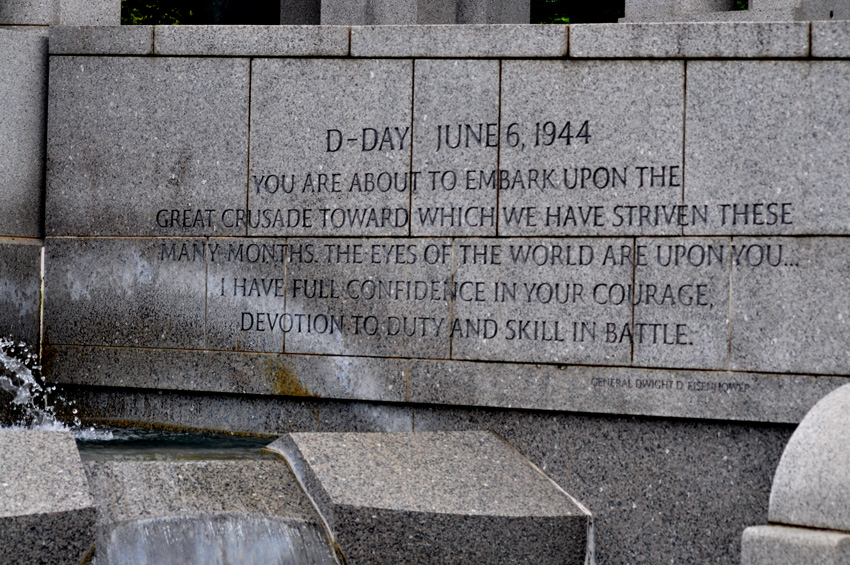 D-DAY JUNE 6, 1944
YOU ARE ABOUT TO EMBARK UPON THE
GREAT CRUSADE TOWARD WHICH WE HAVE STRIVEN THESE
MANY MONTHS. THE EYES OF THE WORLD ARE UPON YOU...
I HAVE FULL CONFIDENCE IN YOUR COURAGE,
DEVOTION TO DUTY AND SKILL IN BATTLE.
GENERAL DWIGHT D. EISENHOWER